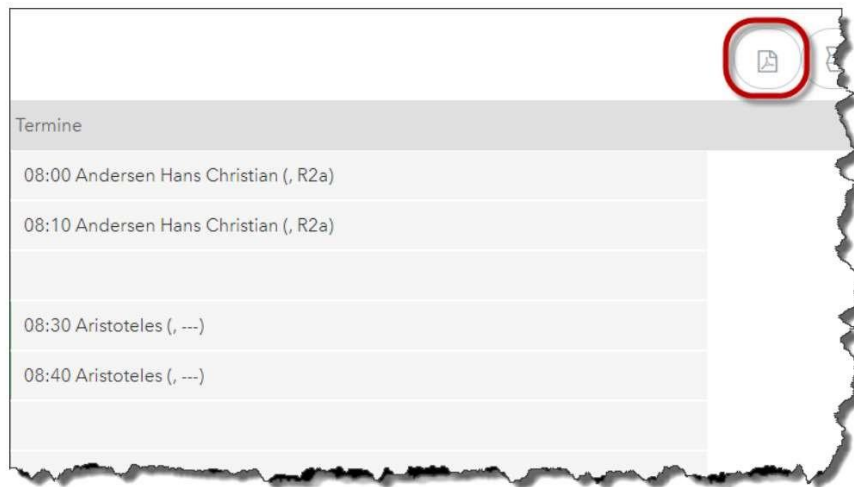 Termine
08:00 Andersen Hans Christian (, R2a)
08:10 Andersen Hans Christian (, R2a)
08:30 Aristoteles (, ---)
08:40 Aristoteles (, ---)